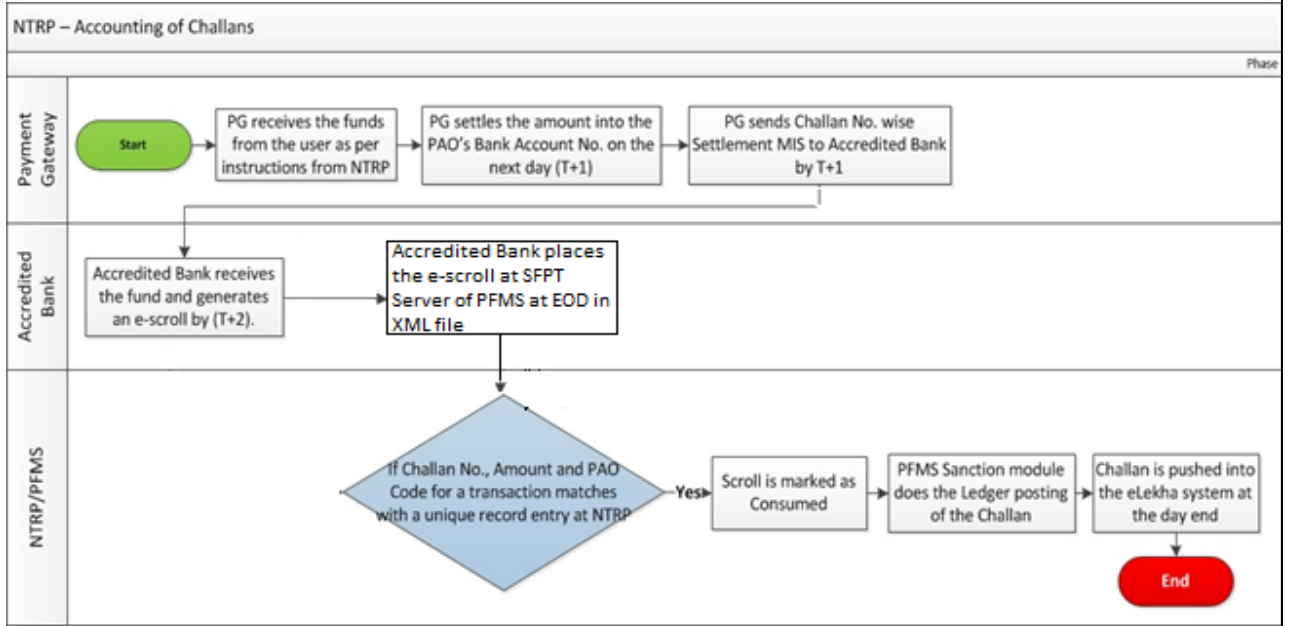 NTRP – Accounting of Challans
Phase
Payment
Gateway
Start
PG receives the funds
from the user as per
instructions from NTRP
PG settles the amount into the
PAO's Bank Account No. on the
next day (T+1)
PG sends Challan No. wise
Settlement MIS to Accredited Bank
by T+1
Accredited
Bank
Accredited Bank receives
the fund and generates
an e-scroll by (T+2).
Accredited Bank places
the e-scroll at SFPT
Server of PFMS at EOD in
XML file
NTRP/PFMS
If Challan No., Amount and PAO
Code for a transaction matches
with a unique record entry at NTRP
Yes
Scroll is marked as
Consumed
PFMS Sanction module
does the Ledger posting
of the Challan
Challan is pushed into
the eLekha system at
the day end
End